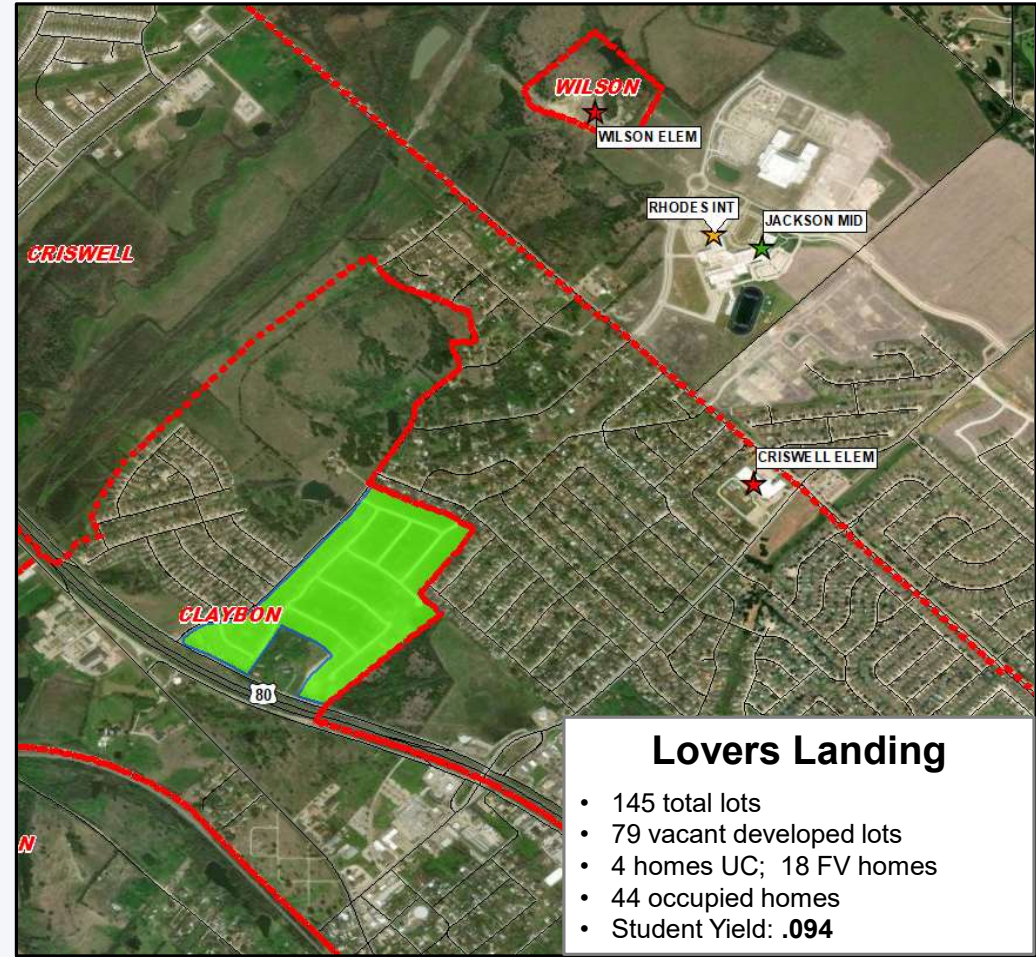 WILSON
WILSON ELEM
RHODES INT
JACKSON MID
CRISWELL
CRISWELL ELEM
CLAYBON
80
N
Lovers Landing
• 145 total lots
• 79 vacant developed lots
• 4 homes UC; 18 FV homes
• 44 occupied homes
• Student Yield: .094